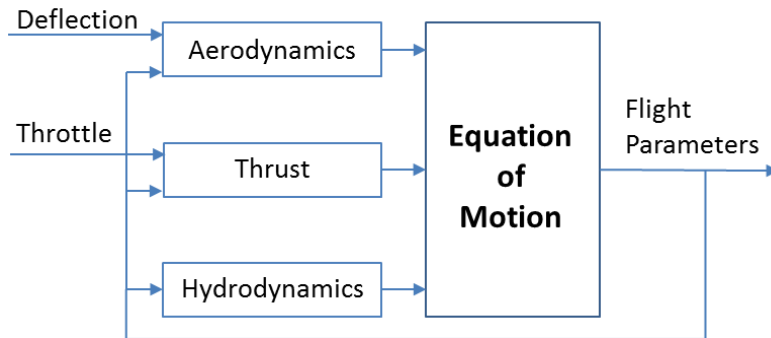 Deflection
Aerodynamics
Throttle
Thrust
Hydrodynamics
Equation
of
Motion
Flight
Parameters